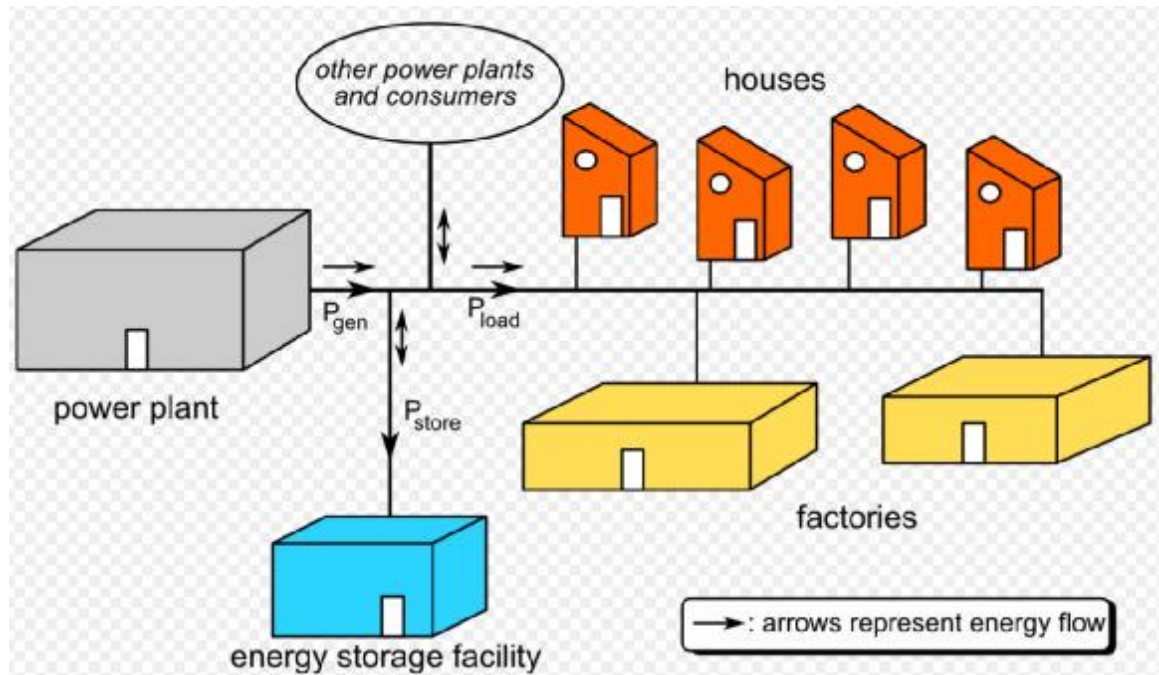 other power plants
and consumers
houses
P_gen
P_load
power plant
P_store
factories
energy storage facility
: arrows represent energy flow